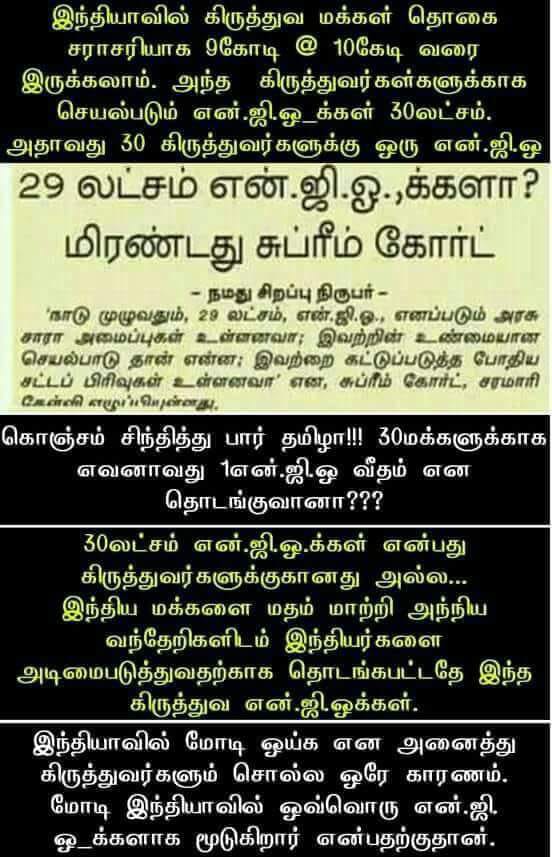 இந்தியாவில் கிருத்துவ மக்கள் தொகை
சராசரியாக 9கோடி @ 10கேடி வரை
இருக்கலாம். அந்த கிருத்துவர்கள்களுக்காக
செயல்படும் என்.ஜி.ஒ_க்கள் 30லட்சம்.
அதாவது 30 கிருத்துவர்களுக்கு ஒரு என்.ஜி.ஒ
29 லட்சம் என்.ஜி.ஓ.,க்களா?
மிரண்டது சுப்ரீம் கோர்ட்
– நமது சிறப்பு நிருபர் –
'நாடு முழுவதும், 29 லட்சம், என்.ஜி.ஓ., எனப்படும் அரசு
சாரா அமைப்புகள் உள்ளனவா; இவற்றின் உண்மையான
செயல்பாடு தான் என்ன; இவற்றை கட்டுப்படுத்த போதிய
சட்டப் பிரிவுகள் உள்ளனவா' என, சுப்ரீம் கோர்ட், சரமாரி
கேள்வி எழுப்பியுள்ளது.
கொஞ்சம் சிந்தித்து பார் தமிழா!!! 30மக்களுக்காக
எவனாவது 1என்.ஜி.ஒ வீதம் என
தொடங்குவானா???
30லட்சம் என்.ஜி.ஒ.க்கள் என்பது
கிருத்துவர்களுக்குகானது அல்ல...
இந்திய மக்களை மதம் மாற்றி அந்நிய
வந்தேறிகளிடம் இந்தியர்களை
அடிமைபடுத்துவதற்காக தொடங்கபட்டதே இந்த
கிருத்துவ என்.ஜி.ஒக்கள்.
இந்தியாவில் மோடி ஒய்க என அனைத்து
கிருத்துவர்களும் சொல்ல ஒரே காரணம்.
மோடி இந்தியாவில் ஒவ்வொரு என்.ஜி.
ஒ_க்களாக மூடுகிறார் என்பதற்குதான்.